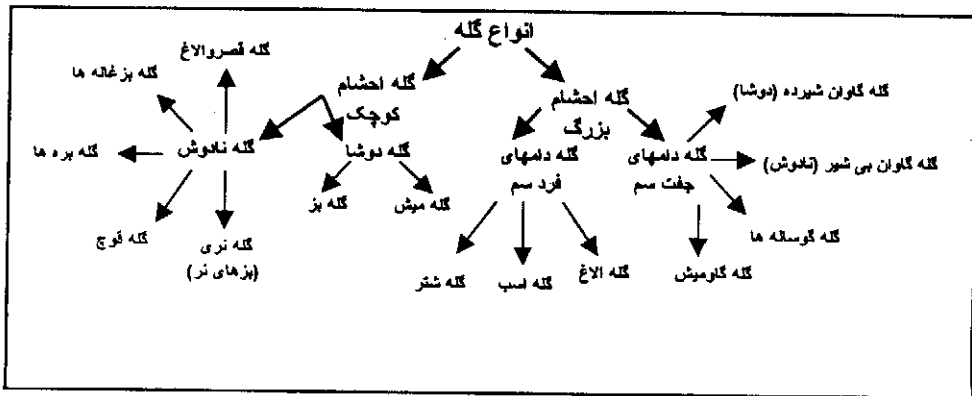 انواع گله
گله احشام
بزرگ
گله احشام
کوچک
گله دامهای
جفت سم
گله گاوان شیرده (دوشا)
گله گاوان بی شیر (نادوش)
گله گوساله ها
گله گاومیش
گله دامهای
فرد سم
گله الاغ
گله اسب
گله شتر
گله دوشا
گله میش
گله بز
گله نادوش
گله قصروالاغ
گله بزغاله ها
گله بره ها
گله قوچ
گله نری
(بزهای نر)